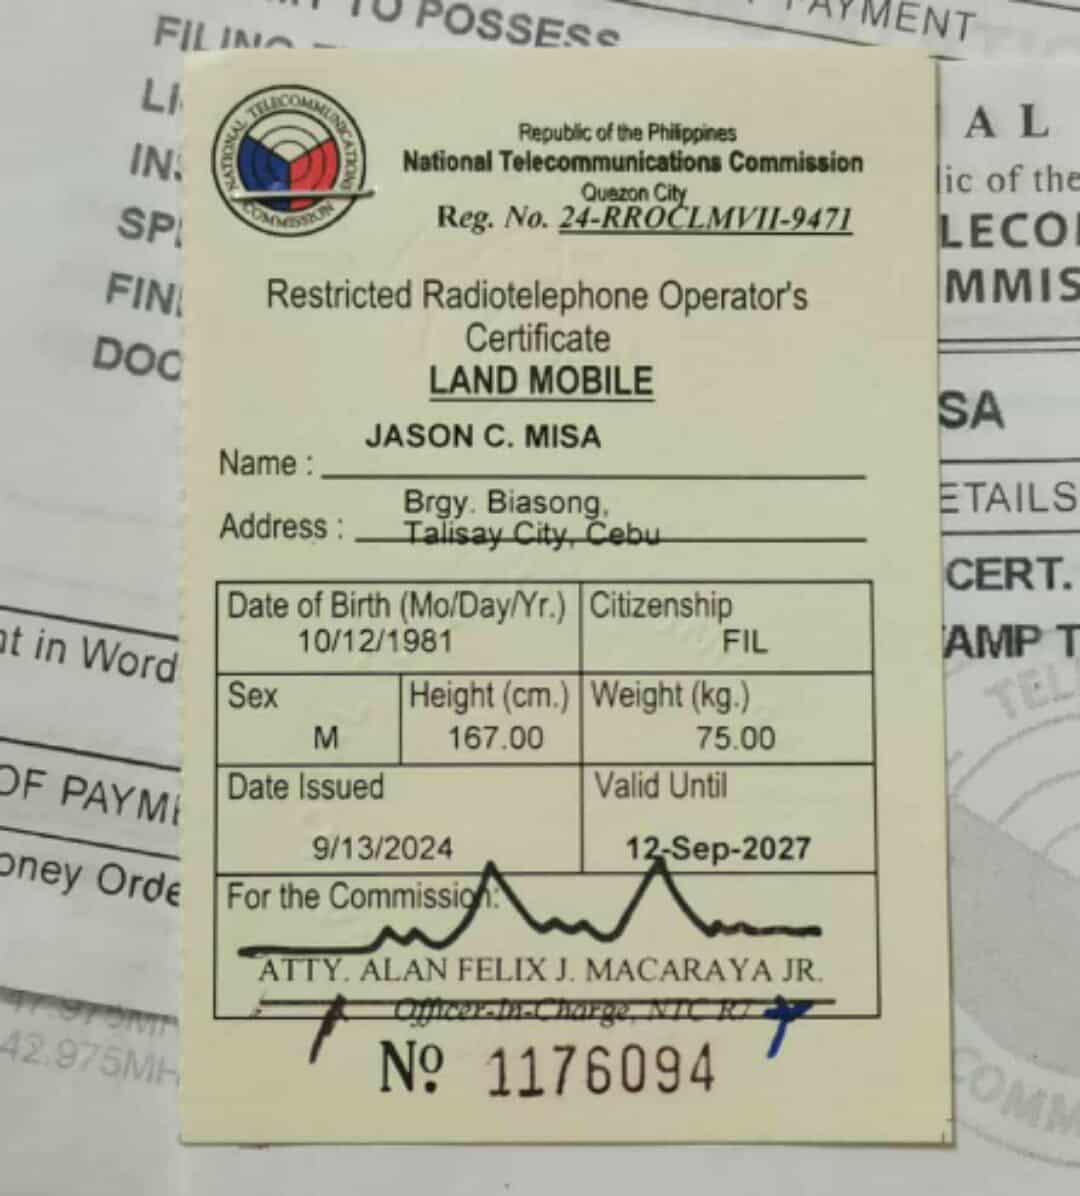 T TO POSSESS
PAYMENT
FILING
LI
INS
SPE
FIN
DOC
NATIONAL TELECOMMUNICATIONS
COMMISSION
Republic of the Philippines
National Telecommunications Commission
Quezon City
Reg. No. 24-RROCLMVII-9471
Restricted Radiotelephone Operator's
Certificate
LAND MOBILE
JASON C. MISA
Name :
Brgy. Biasong,
Address : Talisay City, Cebu
Date of Birth (Mo/Day/Yr.) Citizenship
10/12/1981 FIL
Sex Height (cm.) Weight (kg.)
M 167.00 75.00
Date Issued Valid Until
9/13/2024 12-Sep-2027
For the Commission:
ATTY. ALAN FELIX J. MACARAYA JR.
Officer-In-Charge, NTC R7
Nº. 1176094
A L
ic of the
LECO
MMIS
SA
ETAILS
CERT.
AMP T
TEL
COMM
t in Word
OF PAYM
oney Orde
42.975MH